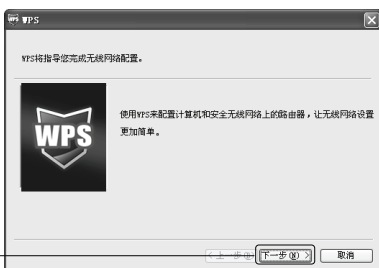 WPS
WPS将指导您完成无线网络配置。
WPS
使用WPS来配置计算机和安全无线网络上的路由器，让无线网络设置
更加简单。
<上一步(B) 下一步(N)> 取消